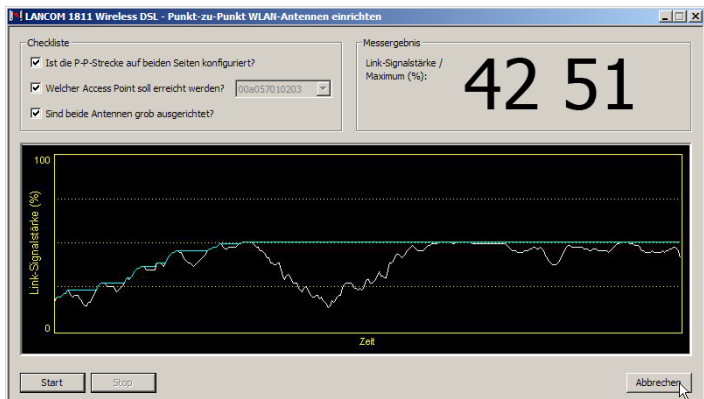 LANCOM 1811 Wireless DSL - Punkt-zu-Punkt WLAN-Antennen einrichten
Checkliste
Ist die P-P-Strecke auf beiden Seiten konfiguriert?
Welcher Access Point soll erreicht werden? 00a057010203
Sind beide Antennen grob ausgerichtet?
Messergebnis
Link-Signalstärke /
Maximum (%):
42 51
100
Link-Signalstärke (%)
0
Zeit
Start Stop Abbrechen